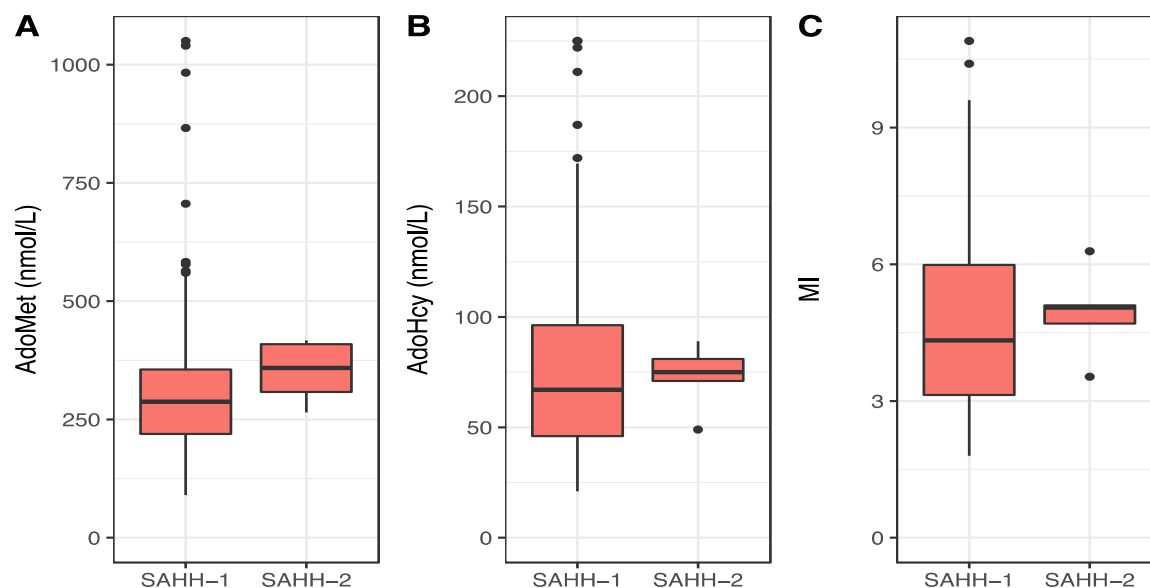 A
AdoMet (nmol/L)
1000
750
500
250
0
SAHH−1 SAHH−2
B
AdoHcy (nmol/L)
200
150
100
50
0
SAHH−1 SAHH−2
C
MI
9
6
3
0
SAHH−1 SAHH−2